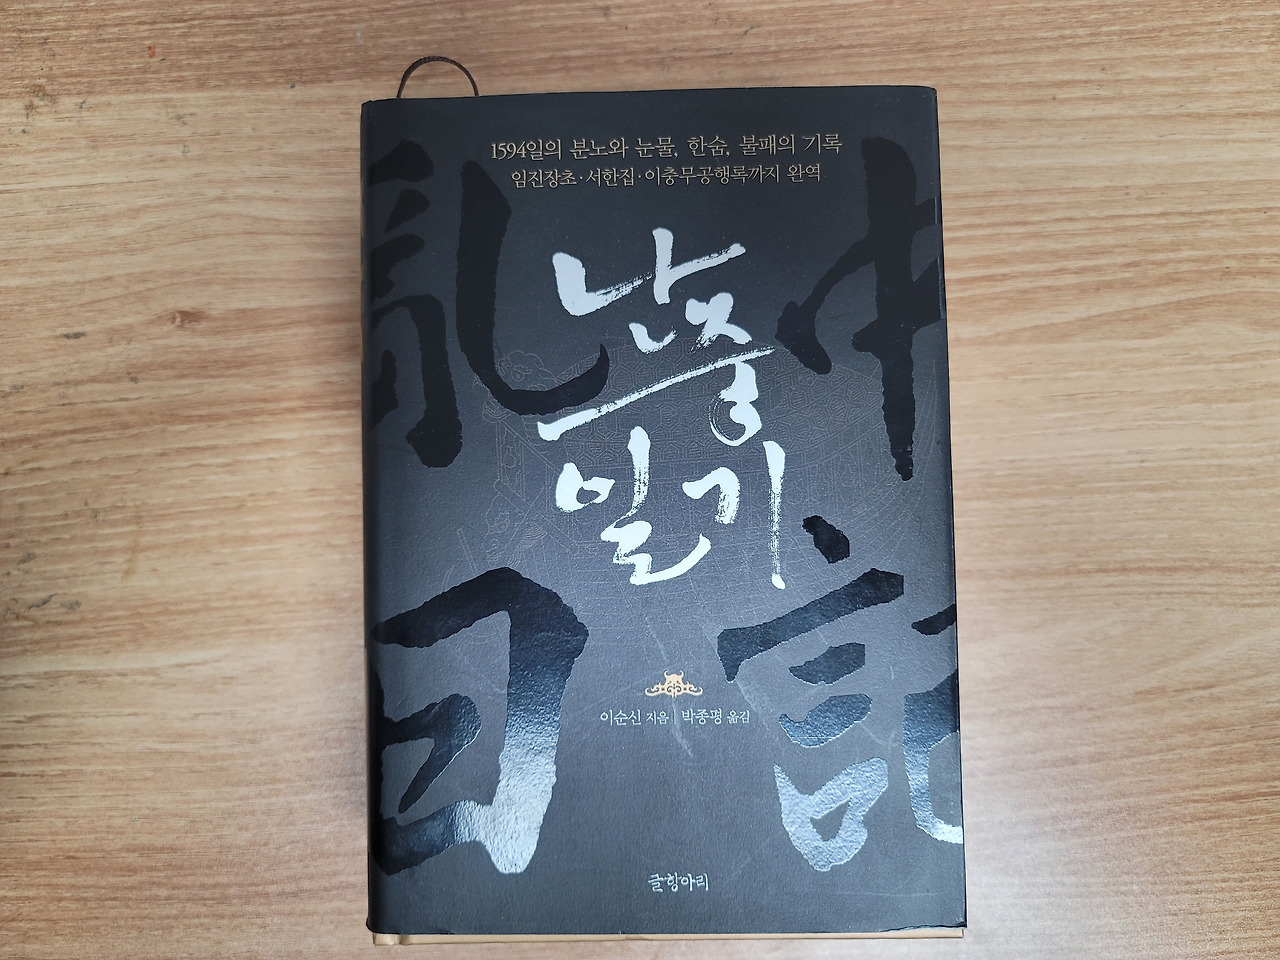 1594일의 분노와 눈물, 한숨, 불패의 기록
임진장초·서한집·이충무공행록까지 완역
亂中
日記
난중
일기
이순신 지음 | 박종평 옮김
글항아리